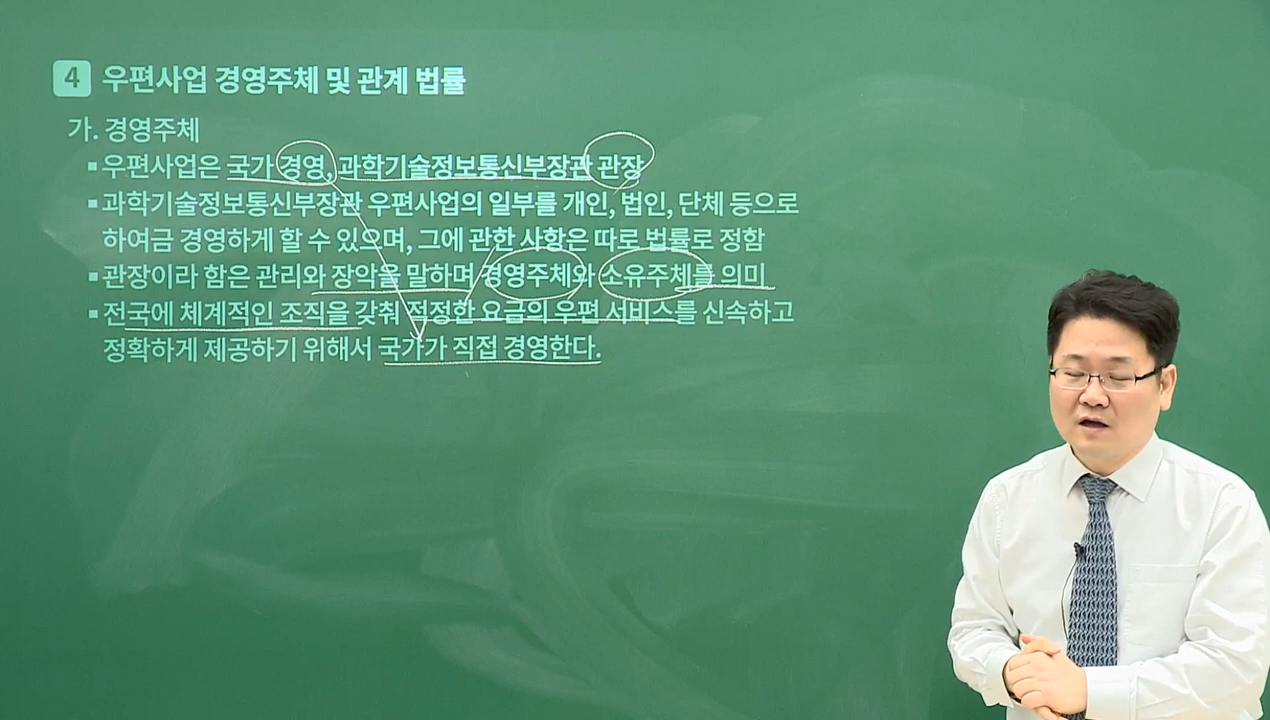 4 우편사업 경영주체 및 관계 법률
가. 경영주체
▪우편사업은 국가 경영, 과학기술정보통신부장관 관장
▪과학기술정보통신부장관 우편사업의 일부를 개인, 법인, 단체 등으로
하여금 경영하게 할 수 있으며, 그에 관한 사항은 따로 법률로 정함
▪관장이라 함은 관리와 장악을 말하며 경영주체와 소유주체를 의미
▪전국에 체계적인 조직을 갖춰 적정한 요금의 우편 서비스를 신속하고
정확하게 제공하기 위해서 국가가 직접 경영한다.